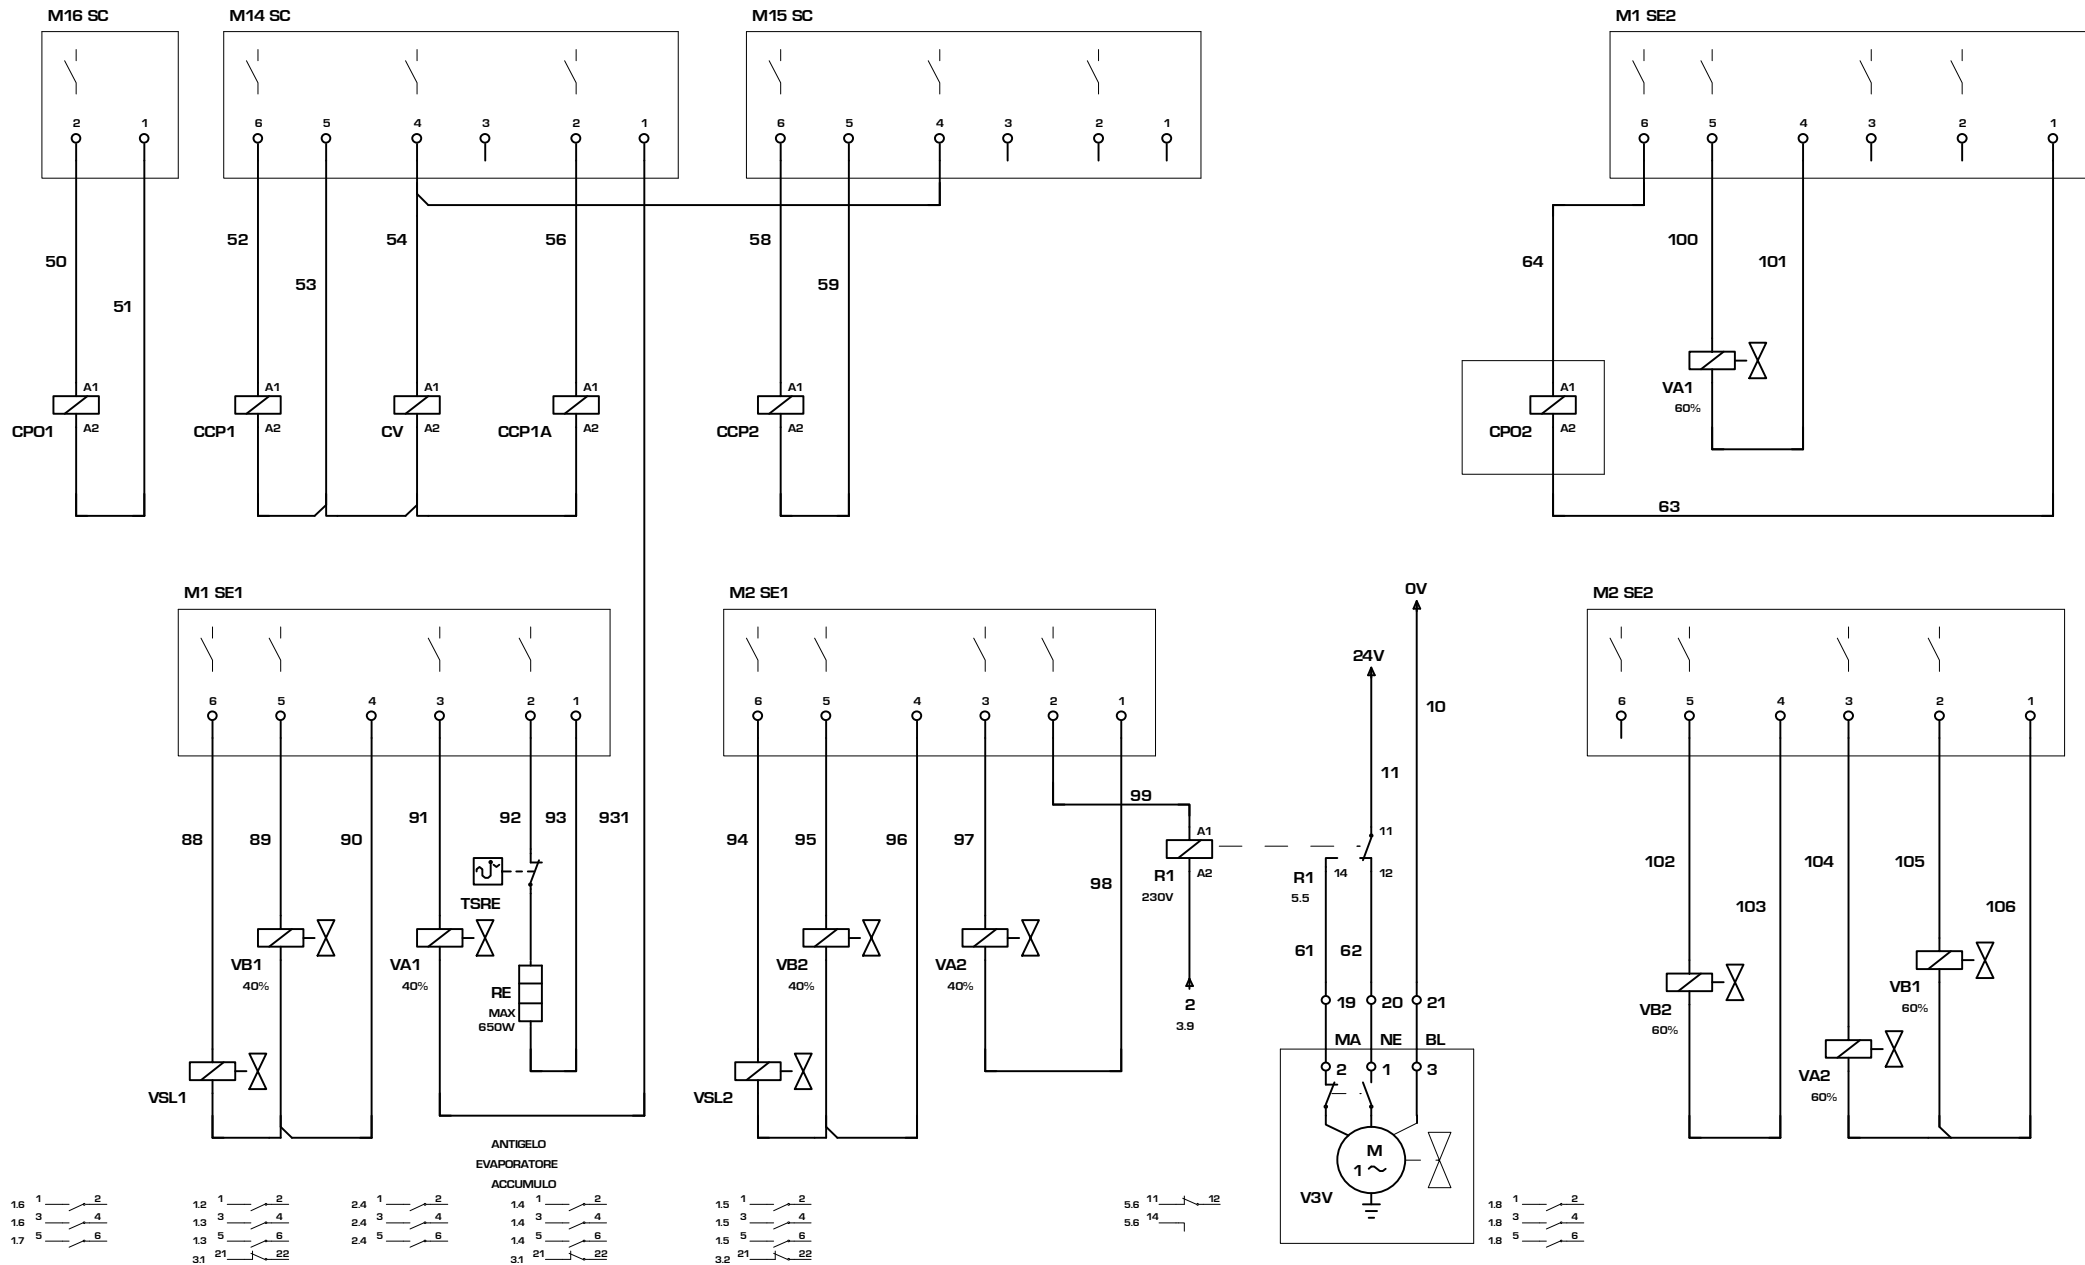 M16 SC M14 SC M15 SC M1 SE2
2 1 6 5 4 3 2 1 6 5 4 3 2 1 6 5 4 3 2 1
52 54 56 58 100
50 64 101
53 59
51
VA1
60%
A1 A1 A1 A1 A1 A1
CPO1 A2 CCP1 A2 CV A2 CCP1A A2 CCP2 A2 CPO2 A2
63
M1 SE1 M2 SE1 0V M2 SE2
24V
6 5 4 3 2 1 6 5 4 3 2 1 10 6 5 4 3 2 1
11
99
91 92 93 931
88 89 90 94 95 96 97 A1 11
102 104 105
R1 A2 R1 14 12
230V 5.5
98
TSRE
103 106
61 62
VB1 VA1 VB2 VA2
40% 40% 40% 40%
RE
MAX
650W
VB1
60%
2 19 20 21
3.9
VB2
60%
MA NE BL
2 1 3
VSL1 VSL2
VA2
60%
ANTIGELO
EVAPORATORE
ACCUMULO
M
1
V3V
1.6 1 2 1.2 1 2 2.4 1 2 1.4 1 2 1.5 1 2 5.6 11 12 1.8 1 2
1.6 3 4 1.3 3 4 2.4 3 4 1.4 3 4 1.5 3 4 5.6 14 1.8 3 4
1.7 5 6 1.3 5 6 2.4 5 6 1.4 5 6 1.5 5 6 1.8 5 6
3.1 21 22 3.1 21 22 3.2 21 22